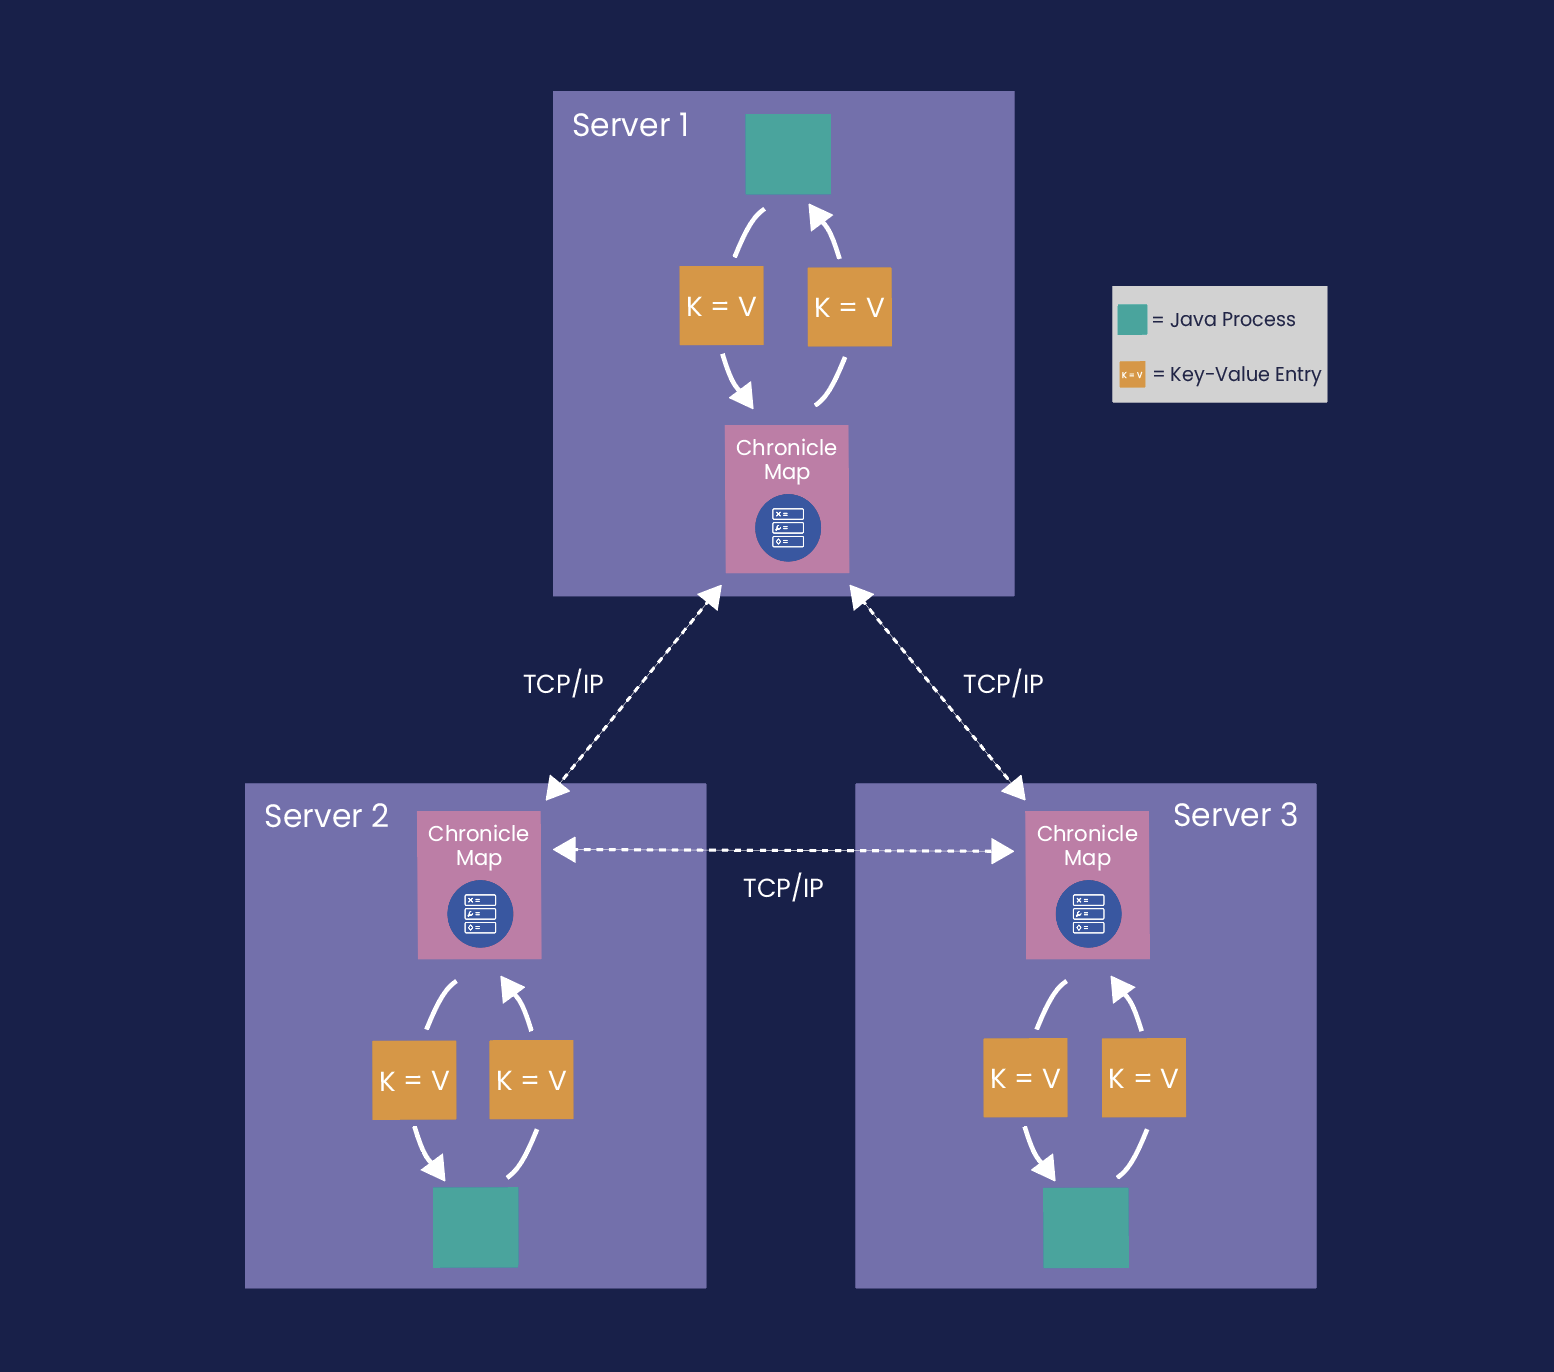 Server 1
K = V
K = V
= Java Process
K = V
= Key-Value Entry
Chronicle
Map
TCP/IP
TCP/IP
Server 2
Chronicle
Map
Chronicle
Map
Server 3
TCP/IP
K = V
K = V
K = V
K = V